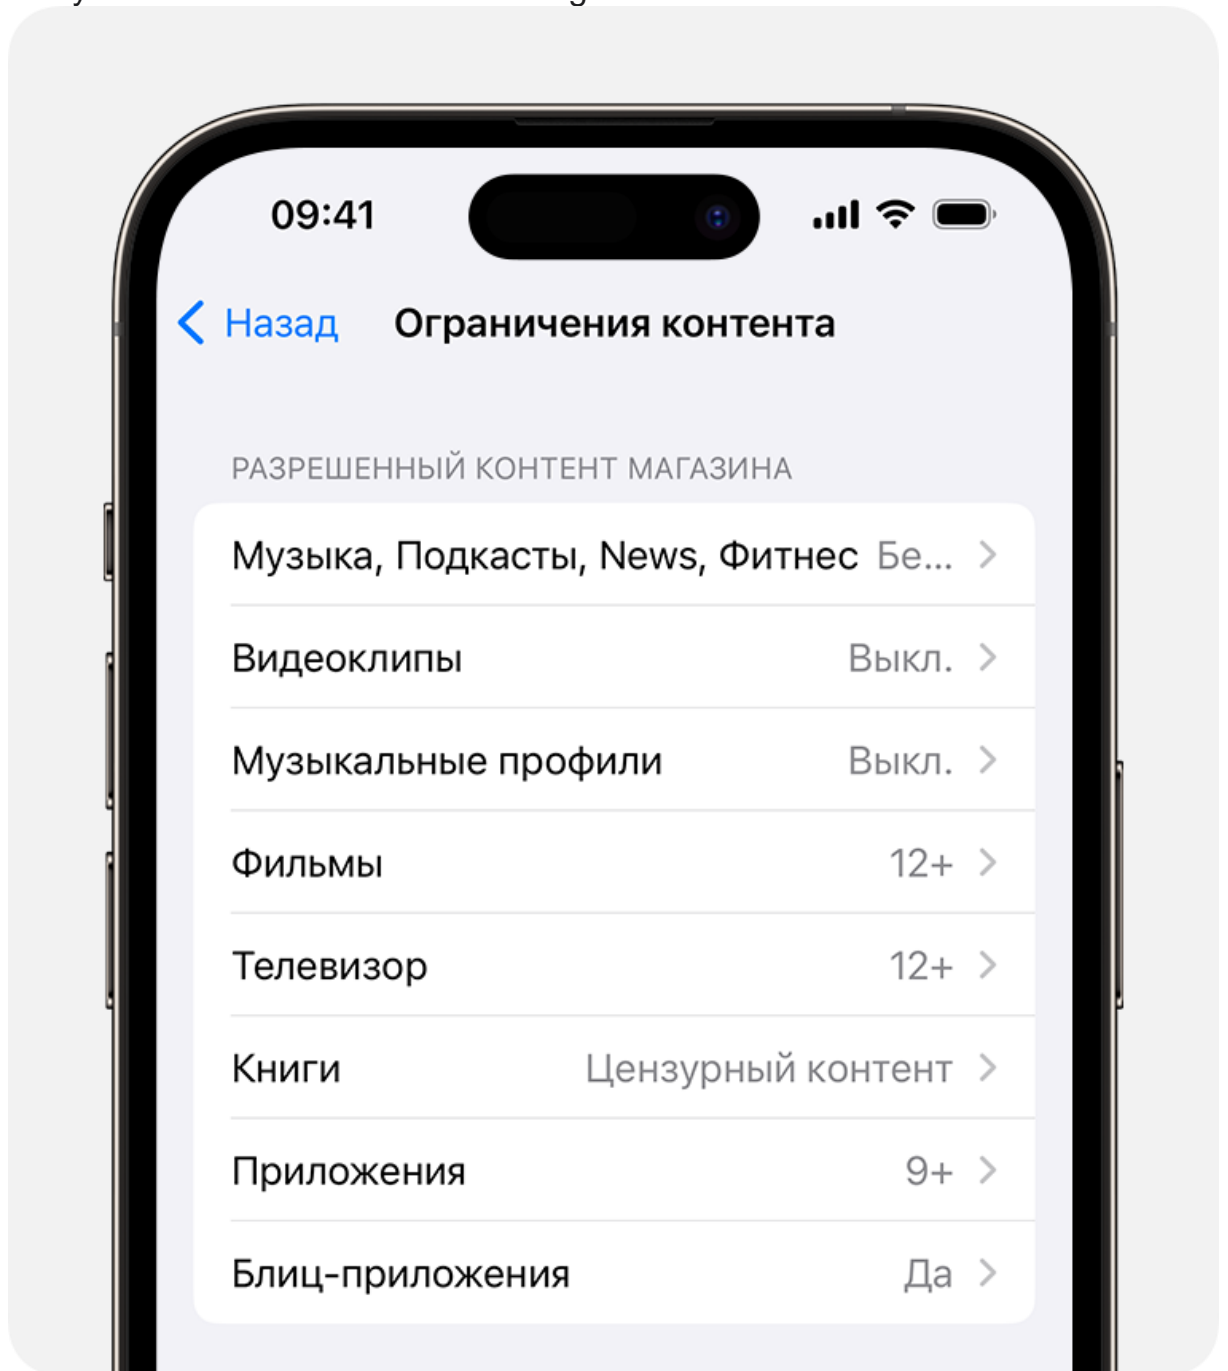 09:41
Назад Ограничения контента
РАЗРЕШЕННЫЙ КОНТЕНТ МАГАЗИНА
Музыка, Подкасты, News, Фитнес Бе...
Видеоклипы Выкл.
Музыкальные профили Выкл.
Фильмы 12+
Телевизор 12+
Книги Цензурный контент
Приложения 9+
Блиц-приложения Да